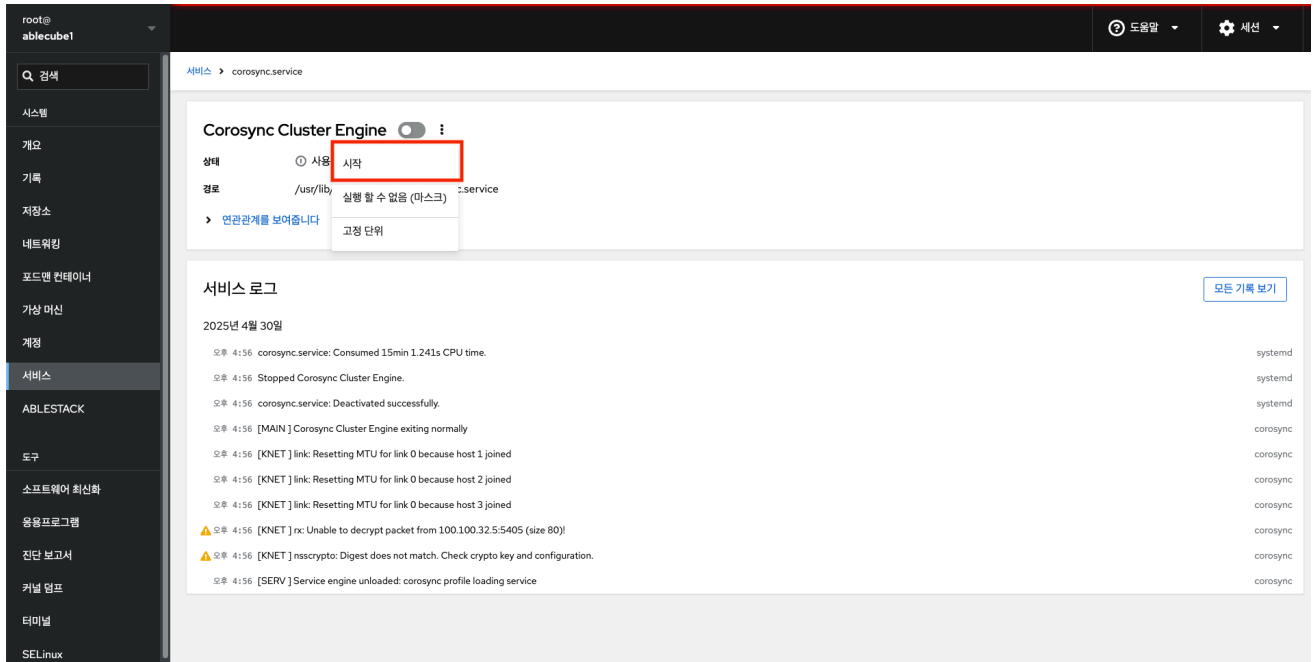 root@
ablecube1
도움말
세션
검색
서비스 > corosync.service
시스템
개요
기록
저장소
네트워킹
포드맨 컨테이너
가상 머신
계정
서비스
ABLESTACK
도구
소프트웨어 최신화
응용프로그램
진단 보고서
커널 덤프
터미널
SELinux
Corosync Cluster Engine
상태 사용
경로 /usr/lib/ c.service
연관관계를 보여줍니다
시작
실행 할 수 없음 (마스크)
고정 단위
서비스 로그
모든 기록 보기
2025년 4월 30일
오후 4:56 corosync.service: Consumed 15min 1.241s CPU time. systemd
오후 4:56 Stopped Corosync Cluster Engine. systemd
오후 4:56 corosync.service: Deactivated successfully. systemd
오후 4:56 [MAIN ] Corosync Cluster Engine exiting normally corosync
오후 4:56 [KNET ] link: Resetting MTU for link 0 because host 1 joined corosync
오후 4:56 [KNET ] link: Resetting MTU for link 0 because host 2 joined corosync
오후 4:56 [KNET ] link: Resetting MTU for link 0 because host 3 joined corosync
오후 4:56 [KNET ] rx: Unable to decrypt packet from 100.100.32.5:5405 (size 80)! corosync
오후 4:56 [KNET ] nsscrypto: Digest does not match. Check crypto key and configuration. corosync
오후 4:56 [SERV ] Service engine unloaded: corosync profile loading service corosync